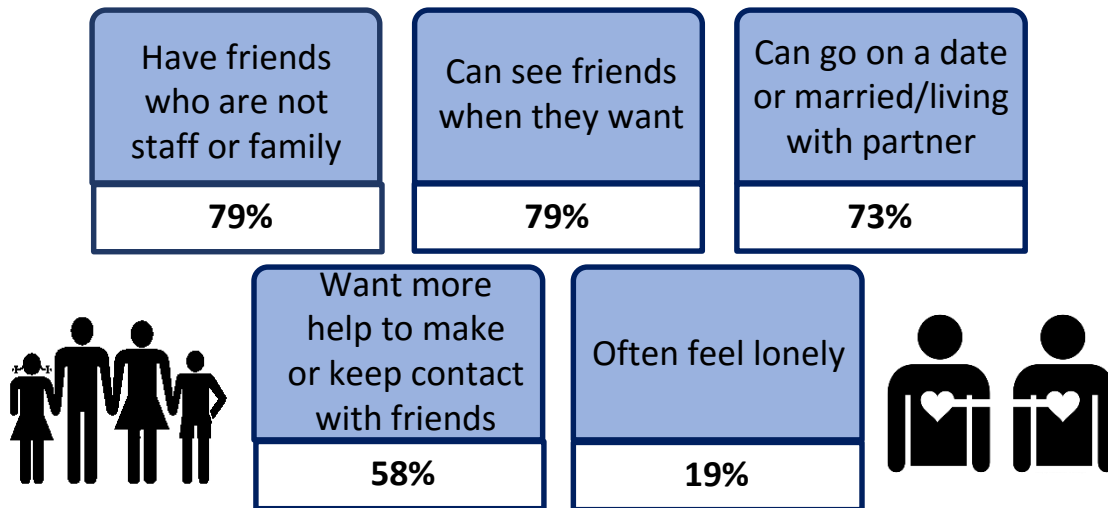 Have friends
who are not
staff or family
79%
Can see friends
when they want
79%
Can go on a date
or married/living
with partner
73%
Want more
help to make
or keep contact
with friends
58%
Often feel lonely
19%